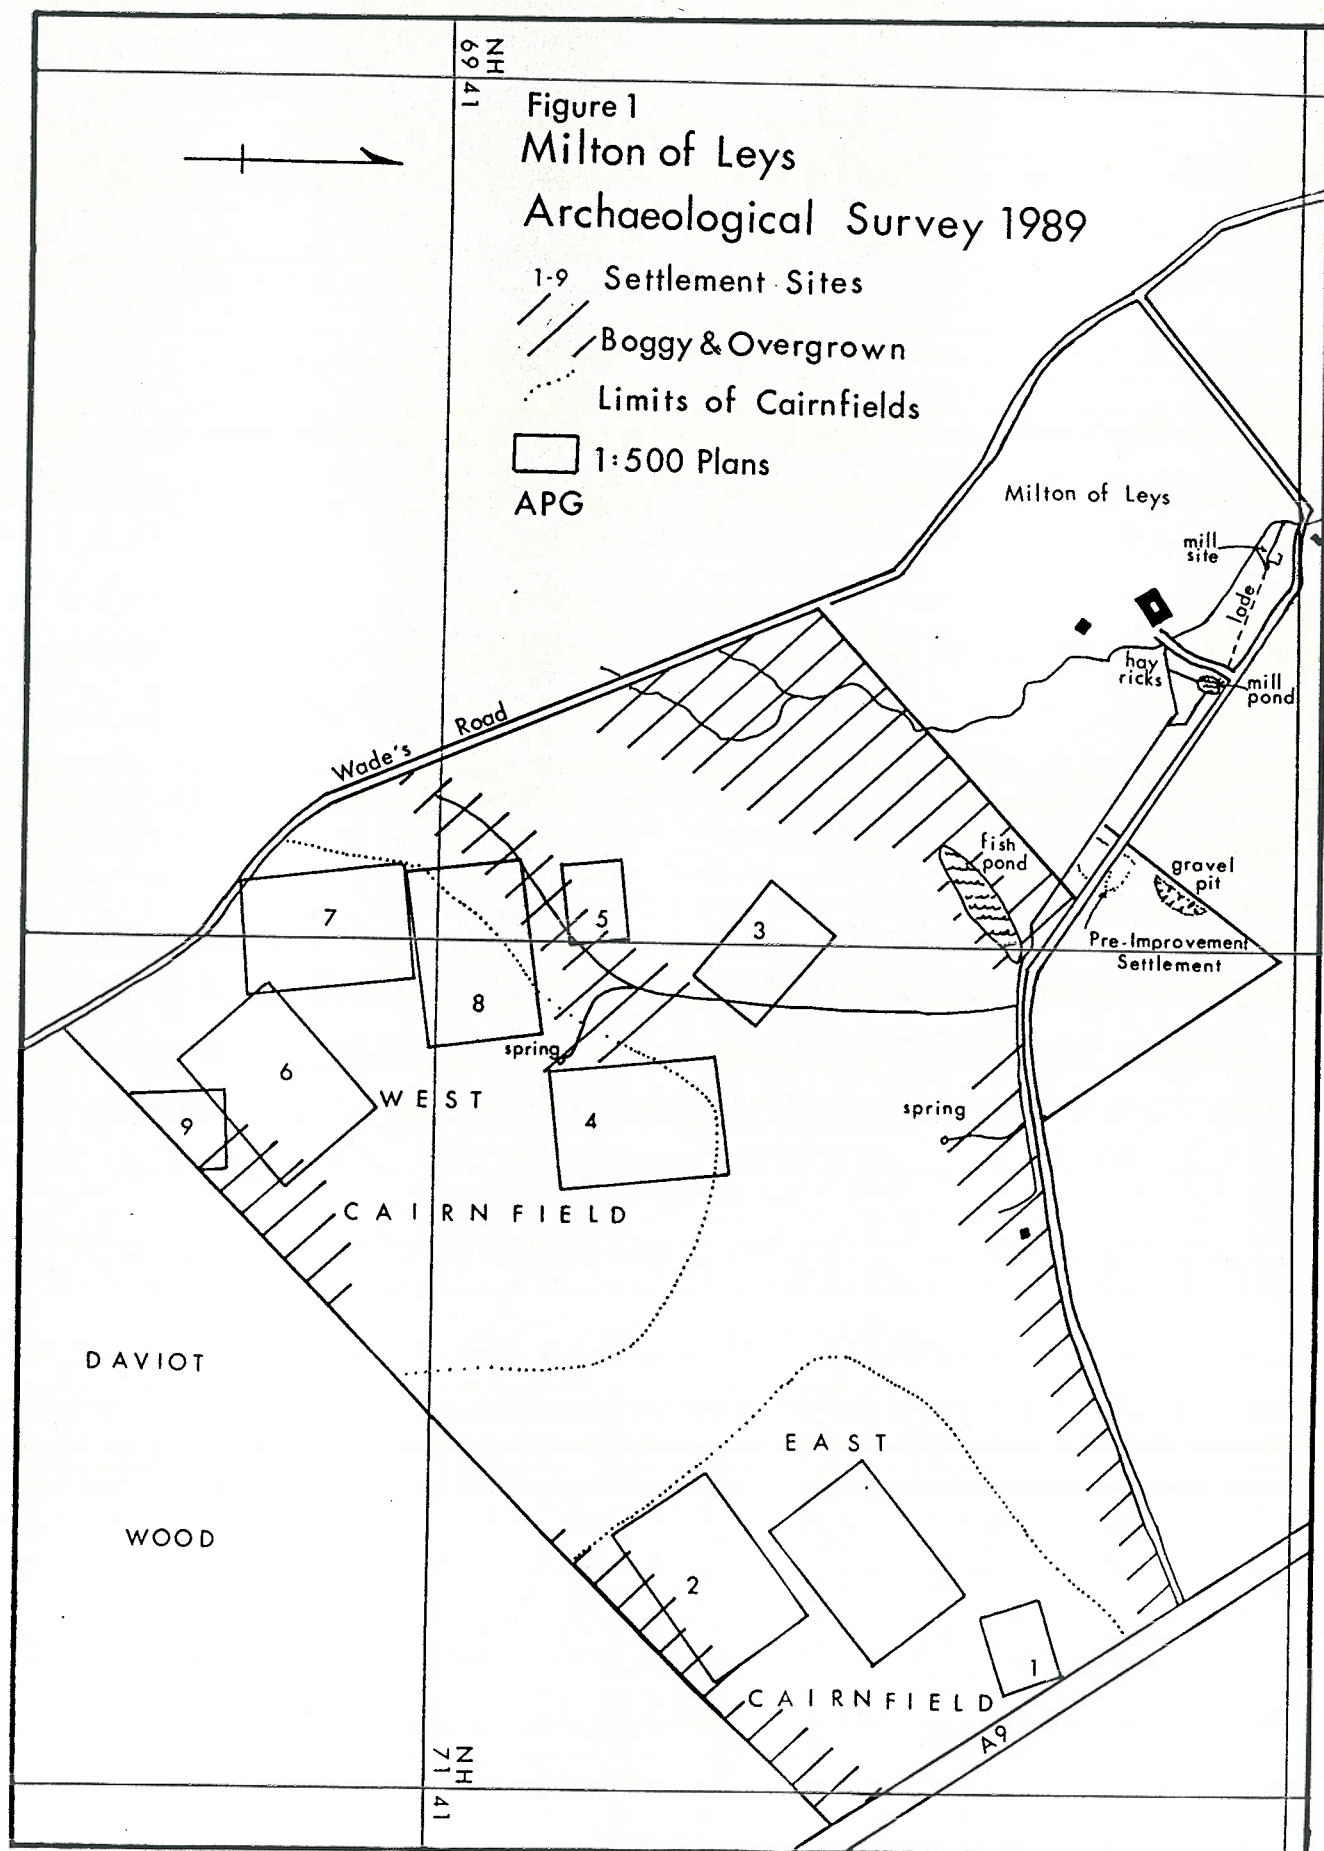 NH
69 41
Figure 1
Milton of Leys
Archaeological Survey 1989
1-9 Settlement Sites
Boggy & Overgrown
Limits of Cairnfields
1:500 Plans
APG
Milton of Leys
mill
site
lade
hay
ricks
mill
pond
Wade's Road
fish
pond
gravel
pit
Pre-Improvement
Settlement
7
8
5
3
spring
6
WEST
4
9
spring
CAIRNFIELD
DAVIOT
WOOD
EAST
2
1
CAIRNFIELD
A9
NH
71 41